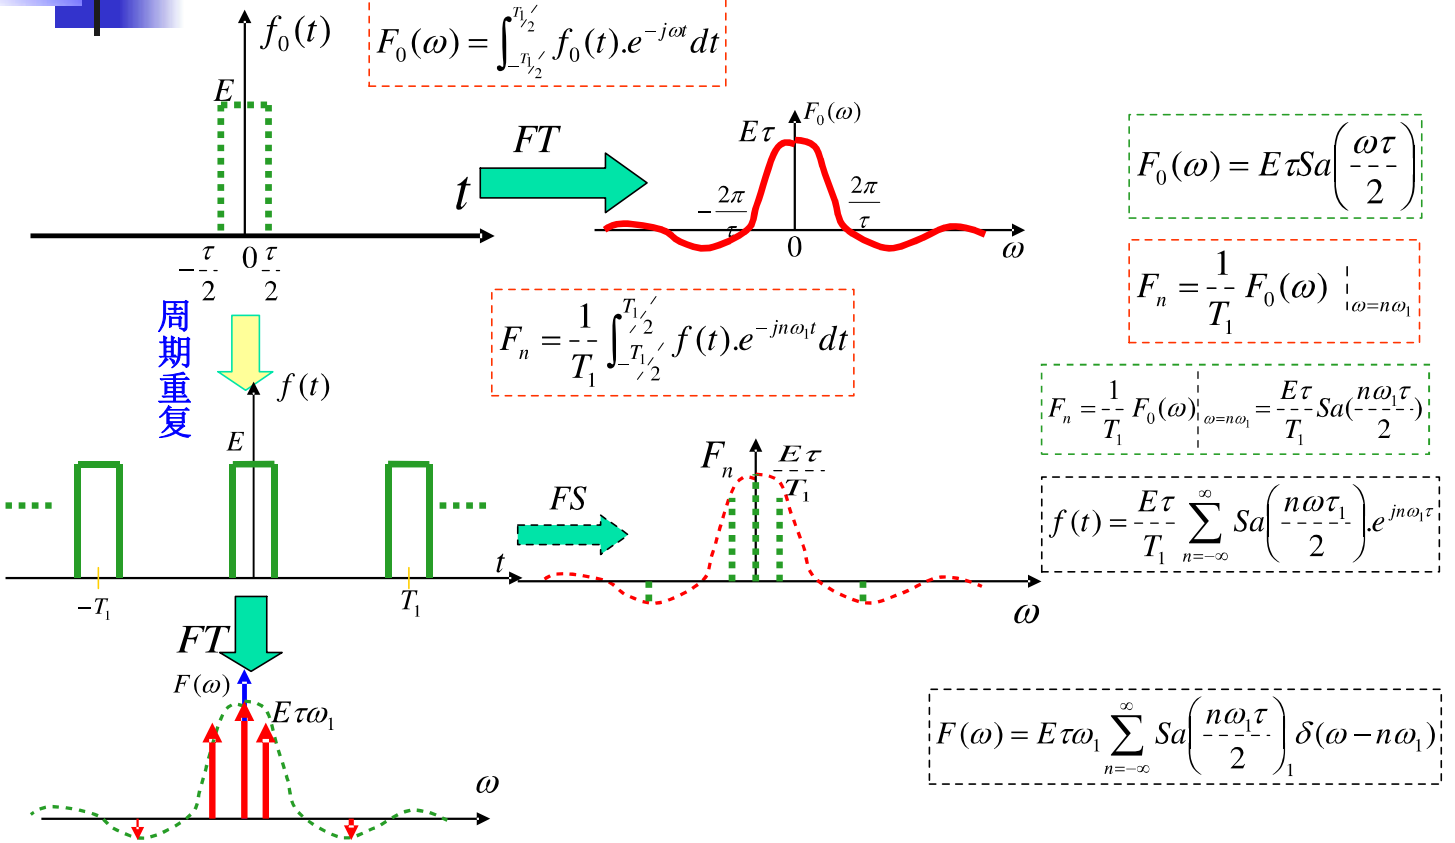 f₀(t)
F₀(ω) = ∫_{-T₁/2}^{T₁/2} f₀(t).e^{-jωt}dt
E
FT
t
Eτ
F₀(ω)
-2π/τ
2π/τ
0
ω
F₀(ω) = EτSa(ωτ/2)
-τ/2
0
τ/2
F_n = 1/T₁ F₀(ω) |_{ω=nω₁}
周期重复
f(t)
F_n = 1/T₁ ∫_{-T₁/2}^{T₁/2} f(t).e^{-jnω₁t}dt
F_n = 1/T₁ F₀(ω)|_{ω=nω₁} = Eτ/T₁ Sa(nω₁τ/2)
E
F_n
Eτ/T₁
FS
t
-T₁
T₁
ω
f(t) = Eτ/T₁ ∑_{n=-∞}^{∞} Sa(nωτ₁/2).e^{jnω₁τ}
FT
F(ω)
Eτω₁
ω
F(ω) = Eτω₁ ∑_{n=-∞}^{∞} Sa(nω₁τ/2)₁ δ(ω-nω₁)